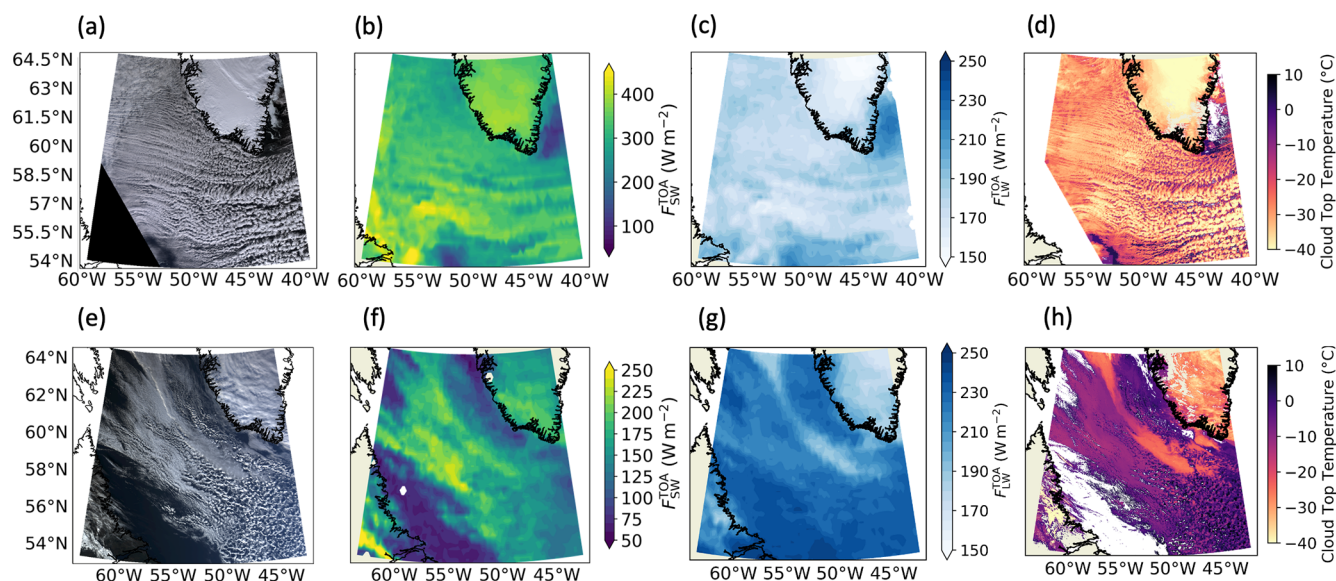 (a) (b) (c) (d)
64.5°N
63°N
61.5°N
60°N
58.5°N
57°N
55.5°N
54°N
60°W 55°W 50°W 45°W 40°W
60°W 55°W 50°W 45°W 40°W
400
300
200
100
F_SW^TOA (W m⁻²)
60°W 55°W 50°W 45°W 40°W
250
230
210
190
170
150
F_LW^TOA (W m⁻²)
60°W 55°W 50°W 45°W 40°W
10
0
−10
−20
−30
−40
Cloud Top Temperature (°C)
(e) (f) (g) (h)
64°N
62°N
60°N
58°N
56°N
54°N
60°W 55°W 50°W 45°W
60°W 55°W 50°W 45°W
250
225
200
175
150
125
100
75
50
F_SW^TOA (W m⁻²)
60°W 55°W 50°W 45°W
250
230
210
190
170
150
F_LW^TOA (W m⁻²)
60°W 55°W 50°W 45°W
10
0
−10
−20
−30
−40
Cloud Top Temperature (°C)